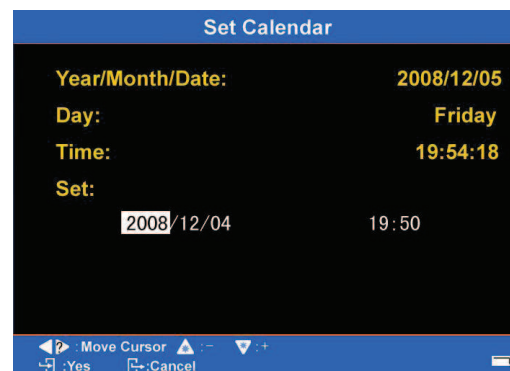 Set Calendar
Year/Month/Date: 2008/12/05
Day: Friday
Time: 19:54:18
Set:
2008/12/04 19:50
:Move Cursor :- :+
:Yes :Cancel